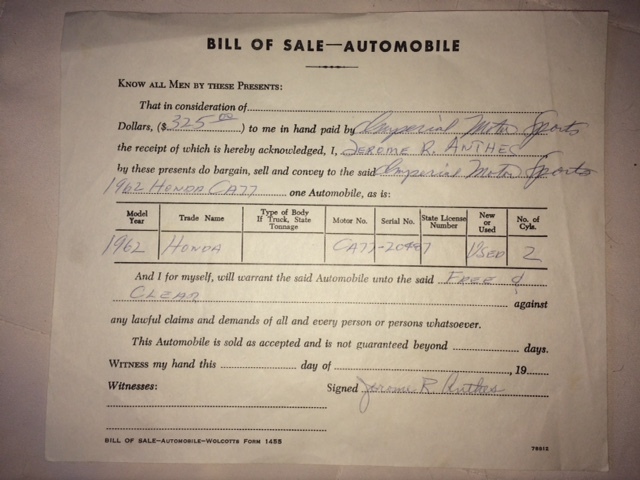 BILL OF SALE—AUTOMOBILE
KNOW ALL MEN BY THESE PRESENTS:
That in consideration of
Dollars, ($ 325 00 ) to me in hand paid by Imperial Motor Sports
the receipt of which is hereby acknowledged, I, JEROME R. ANTHES
by these presents do bargain, sell and convey to the said Imperial Motor Sports
1962 HONDA CA77 one Automobile, as is:
Model Year Trade Name Type of Body If Truck, State Tonnage Motor No. Serial No. State License Number New or Used No. of Cyls.
1962 HONDA CA77-20487 USED 2
And I for myself, will warrant the said Automobile unto the said FREE &
CLEAR against
any lawful claims and demands of all and every person or persons whatsoever.
This Automobile is sold as accepted and is not guaranteed beyond days.
WITNESS my hand this day of , 19
Witnesses: Signed Jerome R Anthes
BILL OF SALE—AUTOMOBILE—WOLCOTTS FORM 1455 76812